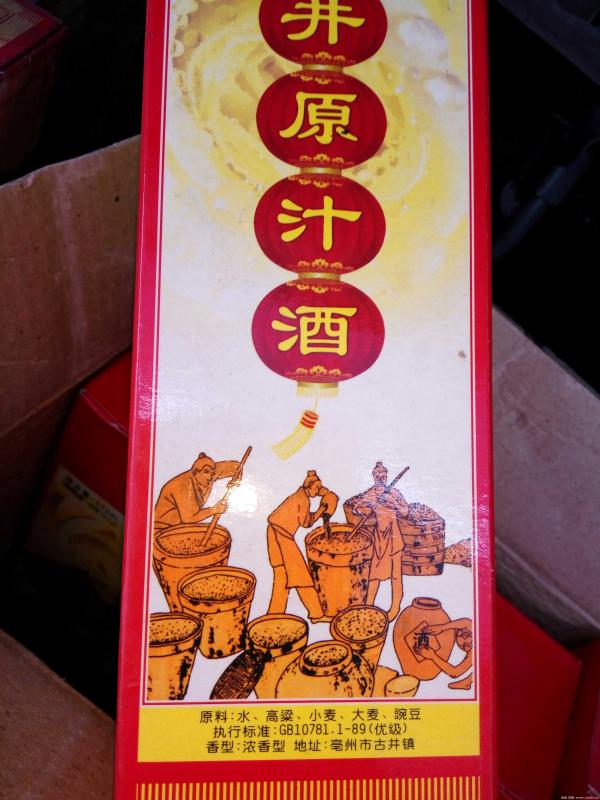 井
原
汁
酒
酒
原料:水、高粱、小麦、大麦、豌豆
执行标准:GB10781.1-89(优级)
香型:浓香型 地址:亳州市古井镇